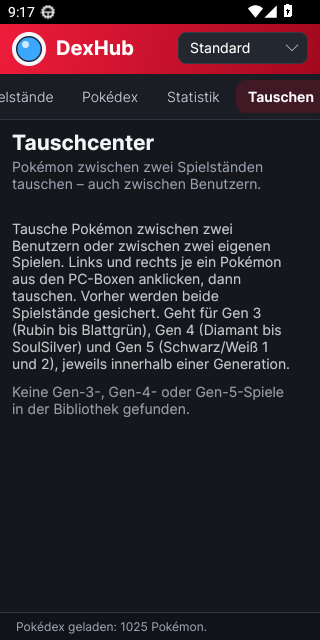 9:17
DexHub
Standard
elstände Pokédex Statistik Tauschen
Tauschcenter
Pokémon zwischen zwei Spielständen
tauschen – auch zwischen Benutzern.
Tausche Pokémon zwischen zwei
Benutzern oder zwischen zwei eigenen
Spielen. Links und rechts je ein Pokémon
aus den PC-Boxen anklicken, dann
tauschen. Vorher werden beide
Spielstände gesichert. Geht für Gen 3
(Rubin bis Blattgrün), Gen 4 (Diamant bis
SoulSilver) und Gen 5 (Schwarz/Weiß 1
und 2), jeweils innerhalb einer Generation.
Keine Gen-3-, Gen-4- oder Gen-5-Spiele
in der Bibliothek gefunden.
Pokédex geladen: 1025 Pokémon.